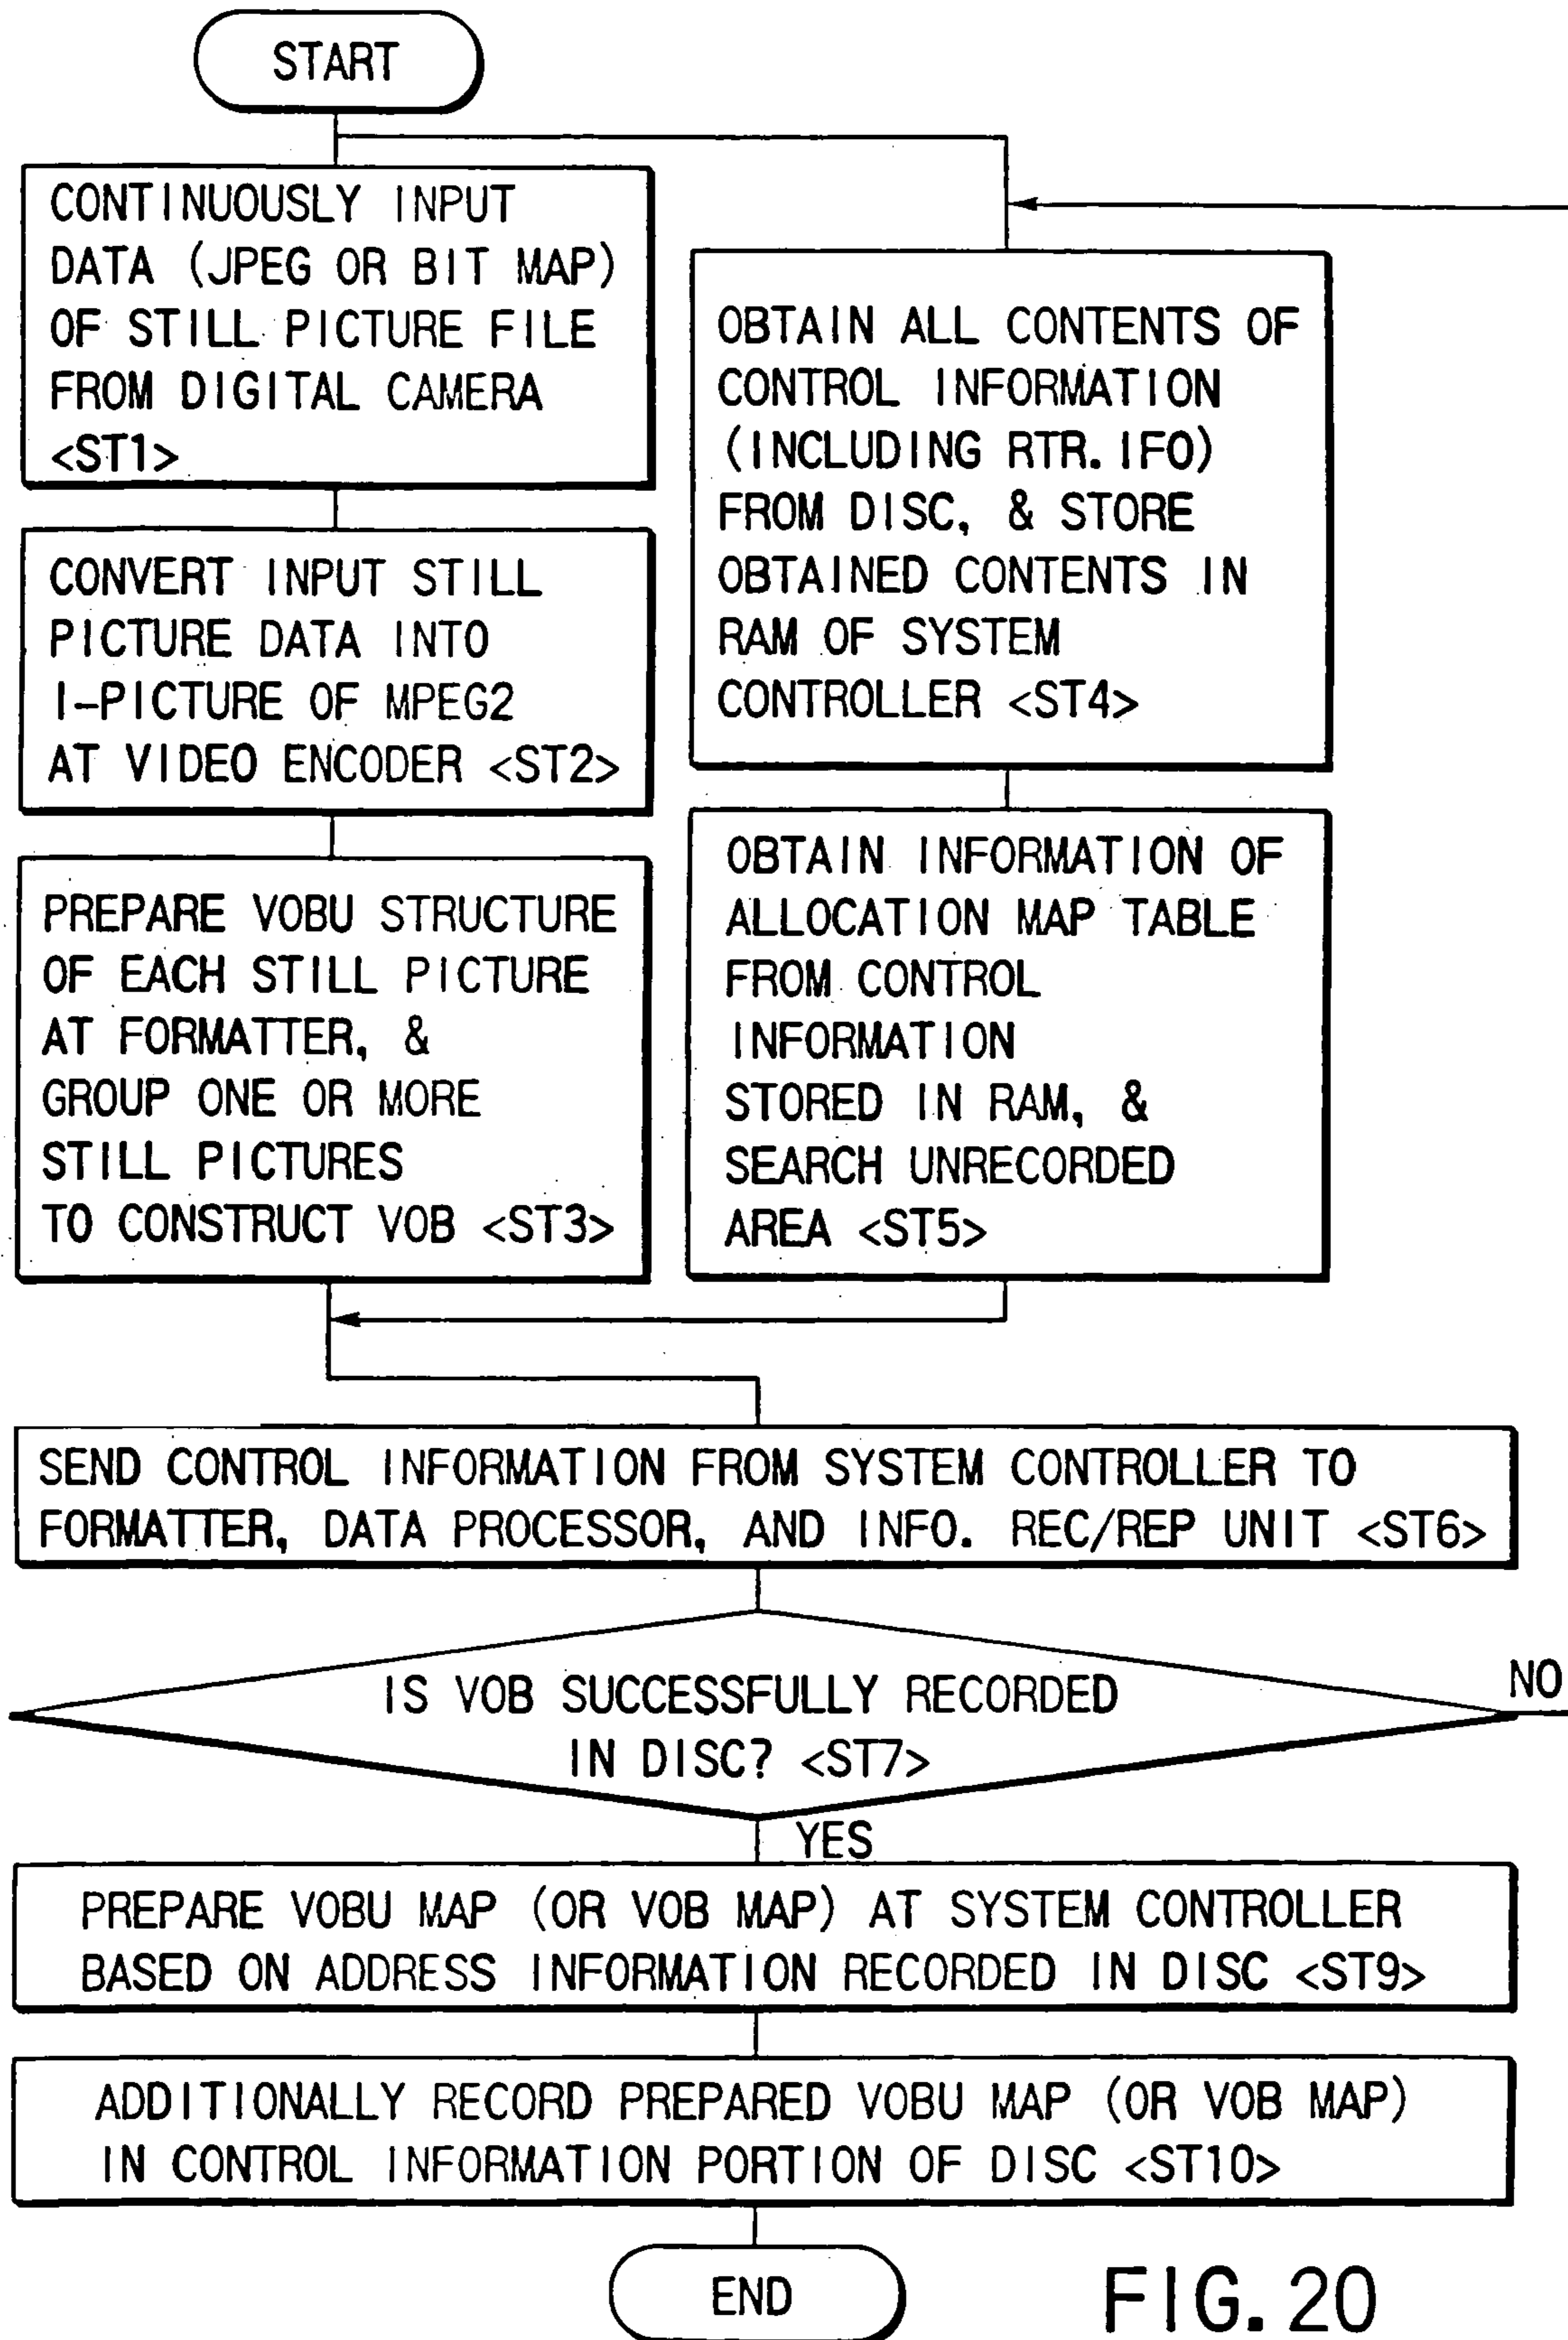 START
CONTINUOUSLY INPUT
DATA (JPEG OR BIT MAP)
OF STILL PICTURE FILE
FROM DIGITAL CAMERA
<ST1>
CONVERT INPUT STILL
PICTURE DATA INTO
I-PICTURE OF MPEG2
AT VIDEO ENCODER <ST2>
PREPARE VOBU STRUCTURE
OF EACH STILL PICTURE
AT FORMATTER, &
GROUP ONE OR MORE
STILL PICTURES
TO CONSTRUCT VOB <ST3>
OBTAIN ALL CONTENTS OF
CONTROL INFORMATION
(INCLUDING RTR. IFO)
FROM DISC, & STORE
OBTAINED CONTENTS IN
RAM OF SYSTEM
CONTROLLER <ST4>
OBTAIN INFORMATION OF
ALLOCATION MAP TABLE
FROM CONTROL
INFORMATION
STORED IN RAM, &
SEARCH UNRECORDED
AREA <ST5>
SEND CONTROL INFORMATION FROM SYSTEM CONTROLLER TO
FORMATTER, DATA PROCESSOR, AND INFO. REC/REP UNIT <ST6>
IS VOB SUCCESSFULLY RECORDED
IN DISC? <ST7>
NO
YES
PREPARE VOBU MAP (OR VOB MAP) AT SYSTEM CONTROLLER
BASED ON ADDRESS INFORMATION RECORDED IN DISC <ST9>
ADDITIONALLY RECORD PREPARED VOBU MAP (OR VOB MAP)
IN CONTROL INFORMATION PORTION OF DISC <ST10>
END
FIG. 20